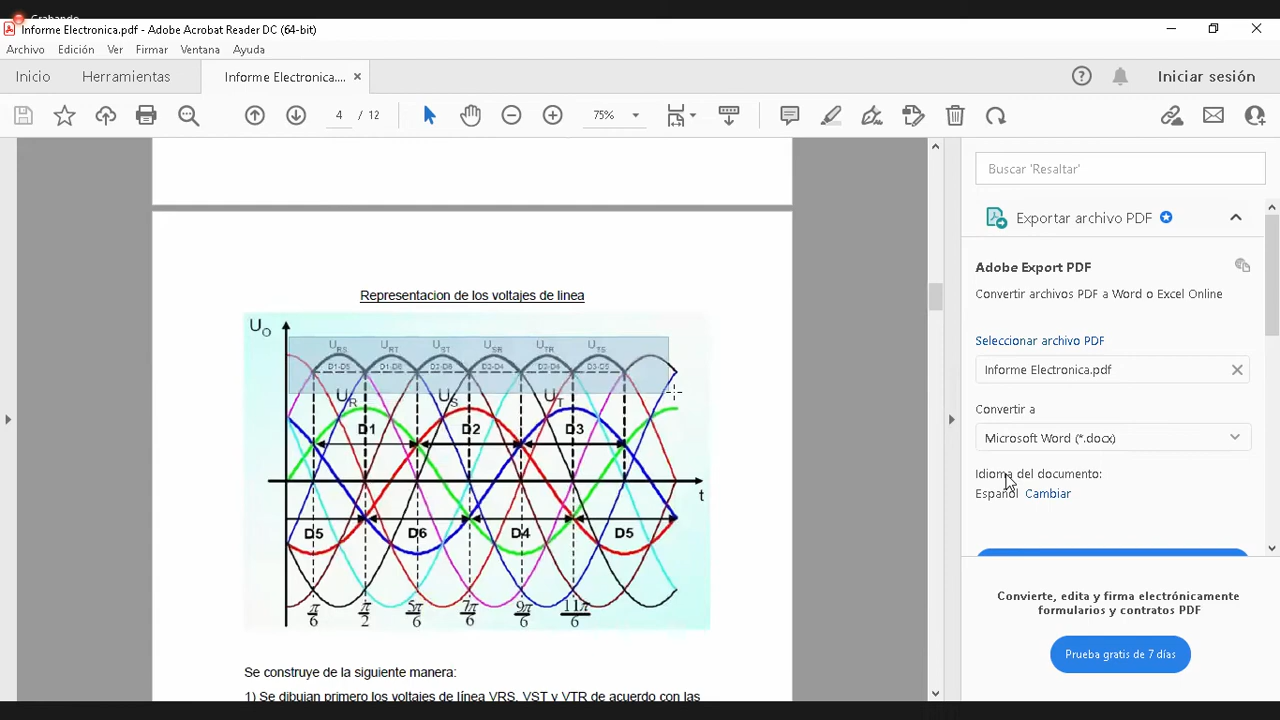 Grabando
Informe Electronica.pdf - Adobe Acrobat Reader DC (64-bit)
Archivo Edición Ver Firmar Ventana Ayuda
Inicio Herramientas Informe Electronica.... × Iniciar sesión
4 / 12 75%
Buscar 'Resaltar'
Exportar archivo PDF
Adobe Export PDF
Convertir archivos PDF a Word o Excel Online
Seleccionar archivo PDF
Informe Electronica.pdf
Convertir a
Microsoft Word (*.docx)
Idioma del documento:
Español Cambiar
Convierte, edita y firma electrónicamente
formularios y contratos PDF
Prueba gratis de 7 días
Representacion de los voltajes de linea
UO
URS URT UST USR UTR UTS
D1-D6 D2-D6 D2-D4 D3-D5
UR US UT
D1 D2 D3
t
D5 D6 D4 D5
π/6 π/2 5π/6 7π/6 9π/6 11π/6
Se construye de la siguiente manera:
1) Se dibujan primero los voltajes de línea VRS, VST y VTR de acuerdo con las